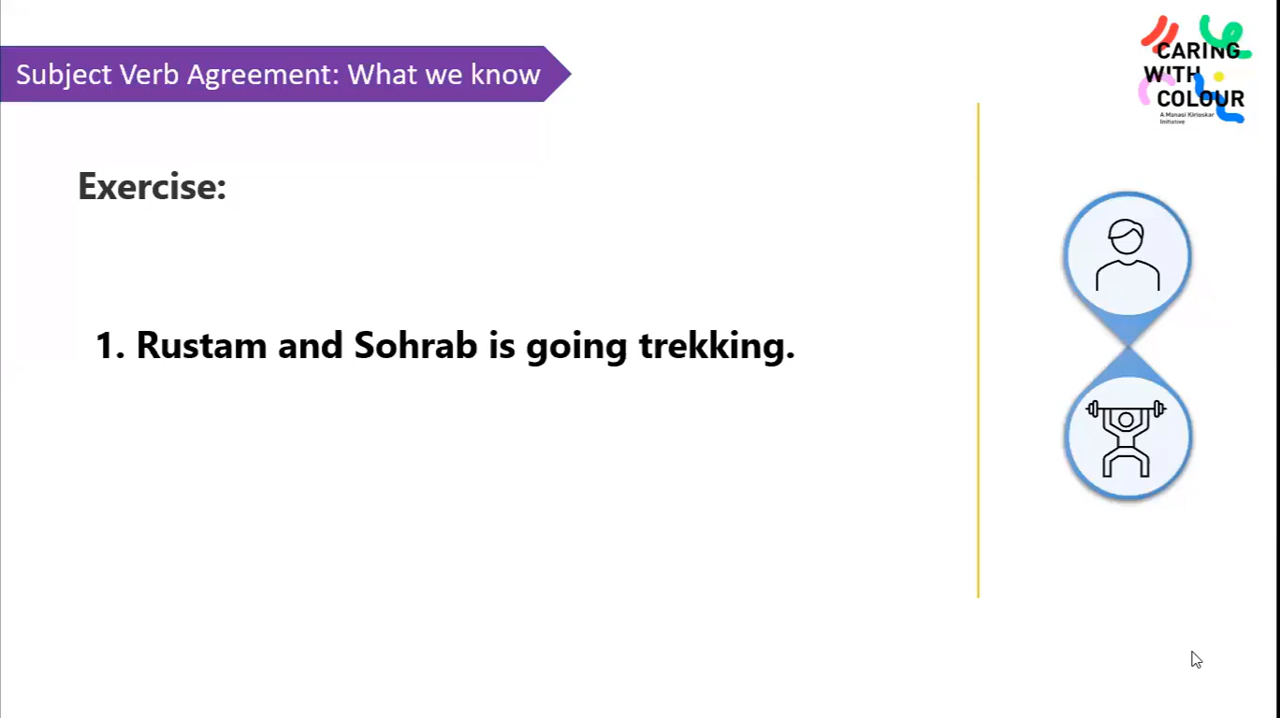 Subject Verb Agreement: What we know
CARING
WITH
COLOUR
A Manasi Kirloskar
Initiative
Exercise:
1. Rustam and Sohrab is going trekking.